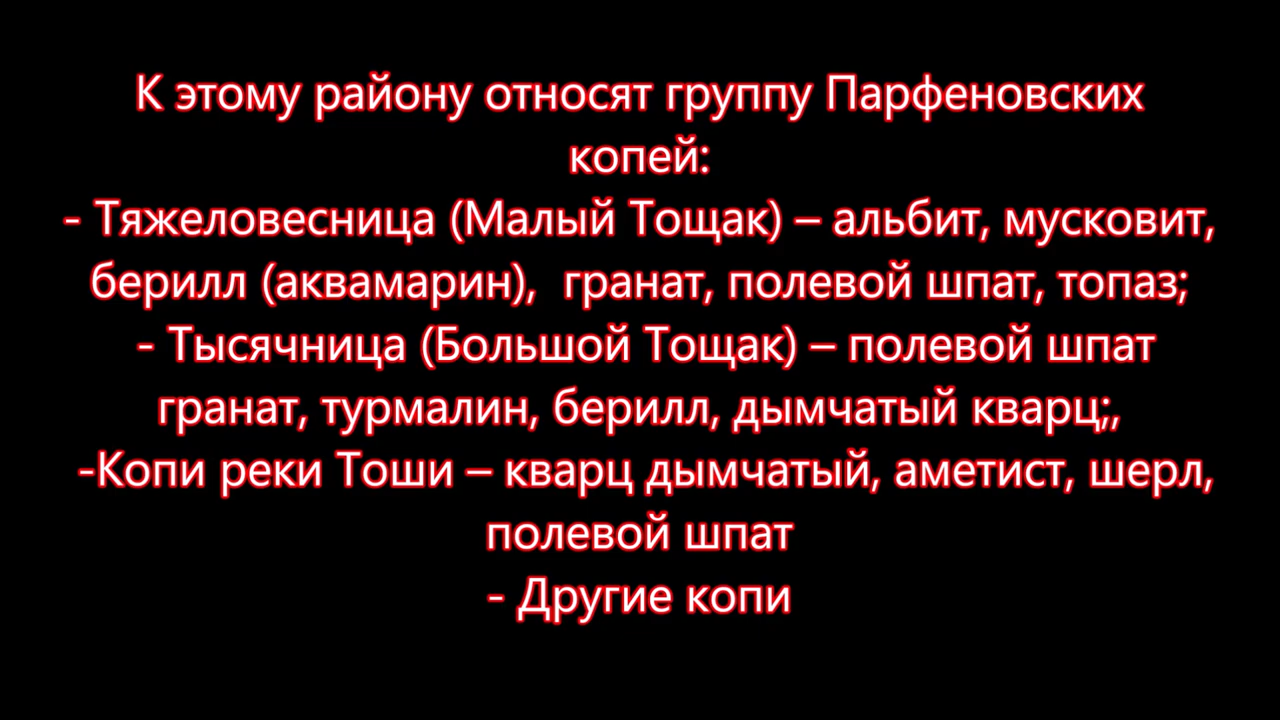 К этому району относят группу Парфеновских
копей:
- Тяжеловесница (Малый Тощак) – альбит, мусковит,
берилл (аквамарин),  гранат, полевой шпат, топаз;
- Тысячница (Большой Тощак) – полевой шпат
гранат, турмалин, берилл, дымчатый кварц;,
-Копи реки Тоши – кварц дымчатый, аметист, шерл,
полевой шпат
- Другие копи